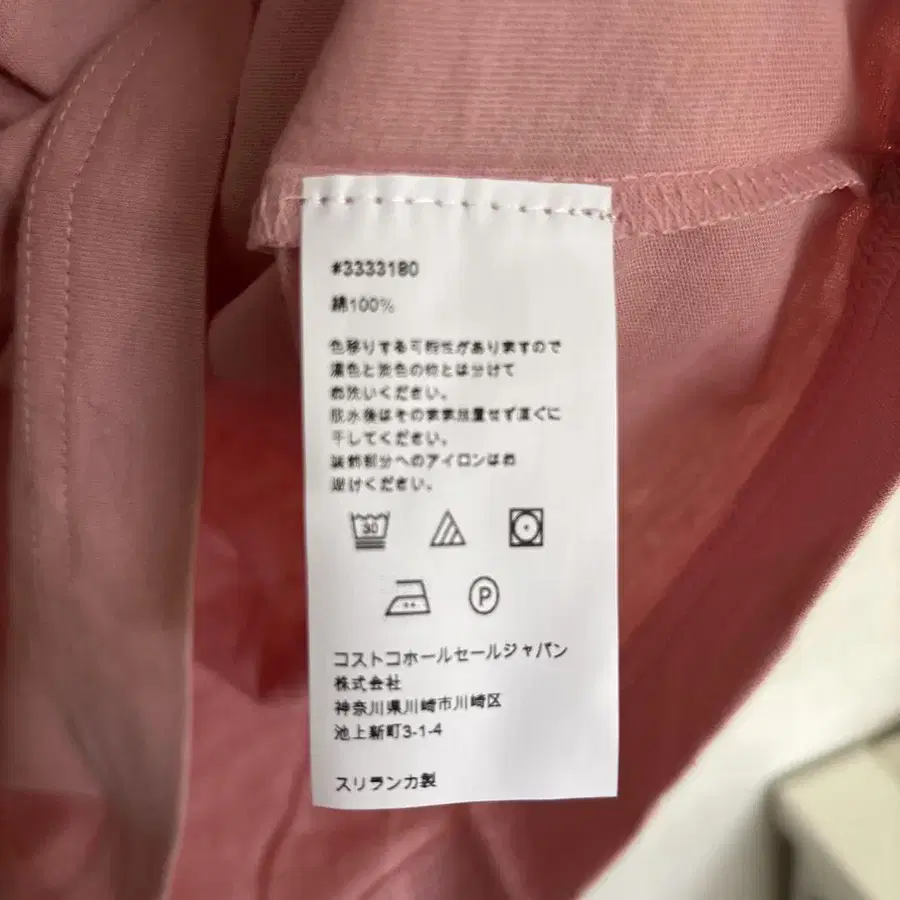 #3333180
綿100%
色移りする可能性がありますので
濃色と淡色の物とは分けて
お洗いください。
脱水後はそのまま放置せず直ぐに
干してください。
装飾部分へのアイロンはお
避けください。
30
P
コストコホールセールジャパン
株式会社
神奈川県川崎市川崎区
池上新町3-1-4
スリランカ製